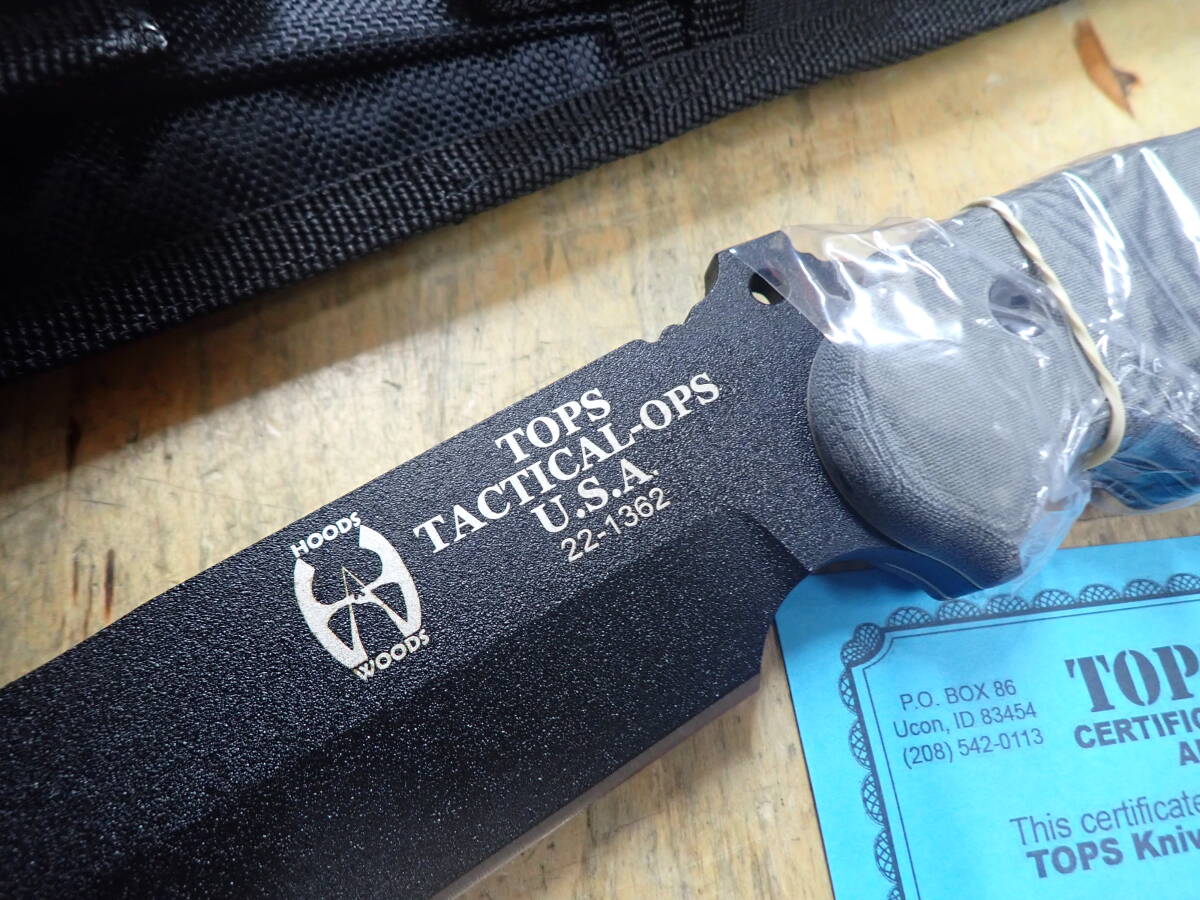 HOODS
WOODS
TOPS
TACTICAL-OPS
U.S.A.
22-1362
P.O. BOX 86
Ucon, ID 83454
(208) 542-0113
TOP
CERTIFIC
A
This certificate
TOPS Kniv